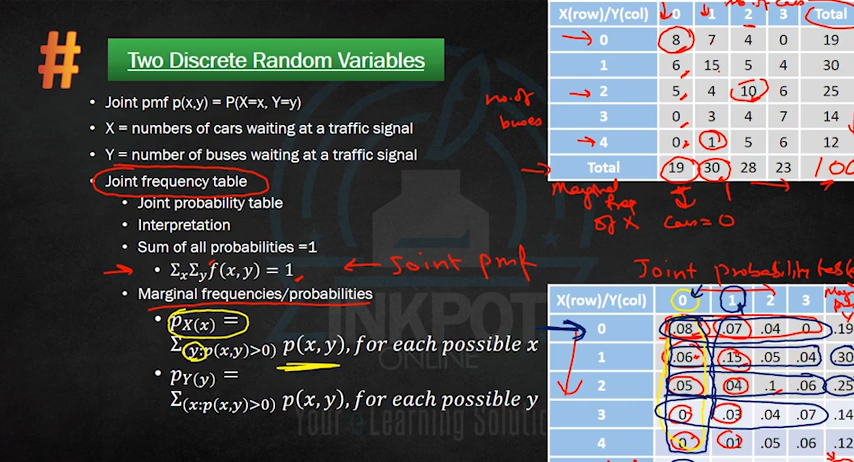 #
Two Discrete Random Variables
• Joint pmf p(x,y) = P(X=x, Y=y)
• X = numbers of cars waiting at a traffic signal
• Y = number of buses waiting at a traffic signal
• Joint frequency table
• Joint probability table
• Interpretation
• Sum of all probabilities =1
• ΣₓΣᵧf(x, y) = 1
← Joint pmf
• Marginal frequencies/probabilities
• p_X(x) =
Σ_(y:p(x,y)>0) p(x, y), for each possible x
• p_Y(y) =
Σ_(x:p(x,y)>0) p(x, y), for each possible y
INKPOT
ONLINE
Your eLearning Solutio
no. of cars
X(row)/Y(col) 0 1 2 3 Total
0 8 7 4 0 19
1 6 15 5 4 30
2 5 4 10 6 25
3 0 3 4 7 14
4 0 1 5 6 12
Total 19 30 28 23 100
no. of
buses
Marginal
freq
of X
cars = 0
Joint probability
X(row)/Y(col) 0 1 2 3
0 .08 .07 .04 0 .19
1 .06 .15 .05 .04 .30
2 .05 04 .1 .06 .25
3 0 .03 .04 .07 .14
4 0 .01 .05 .06 .12